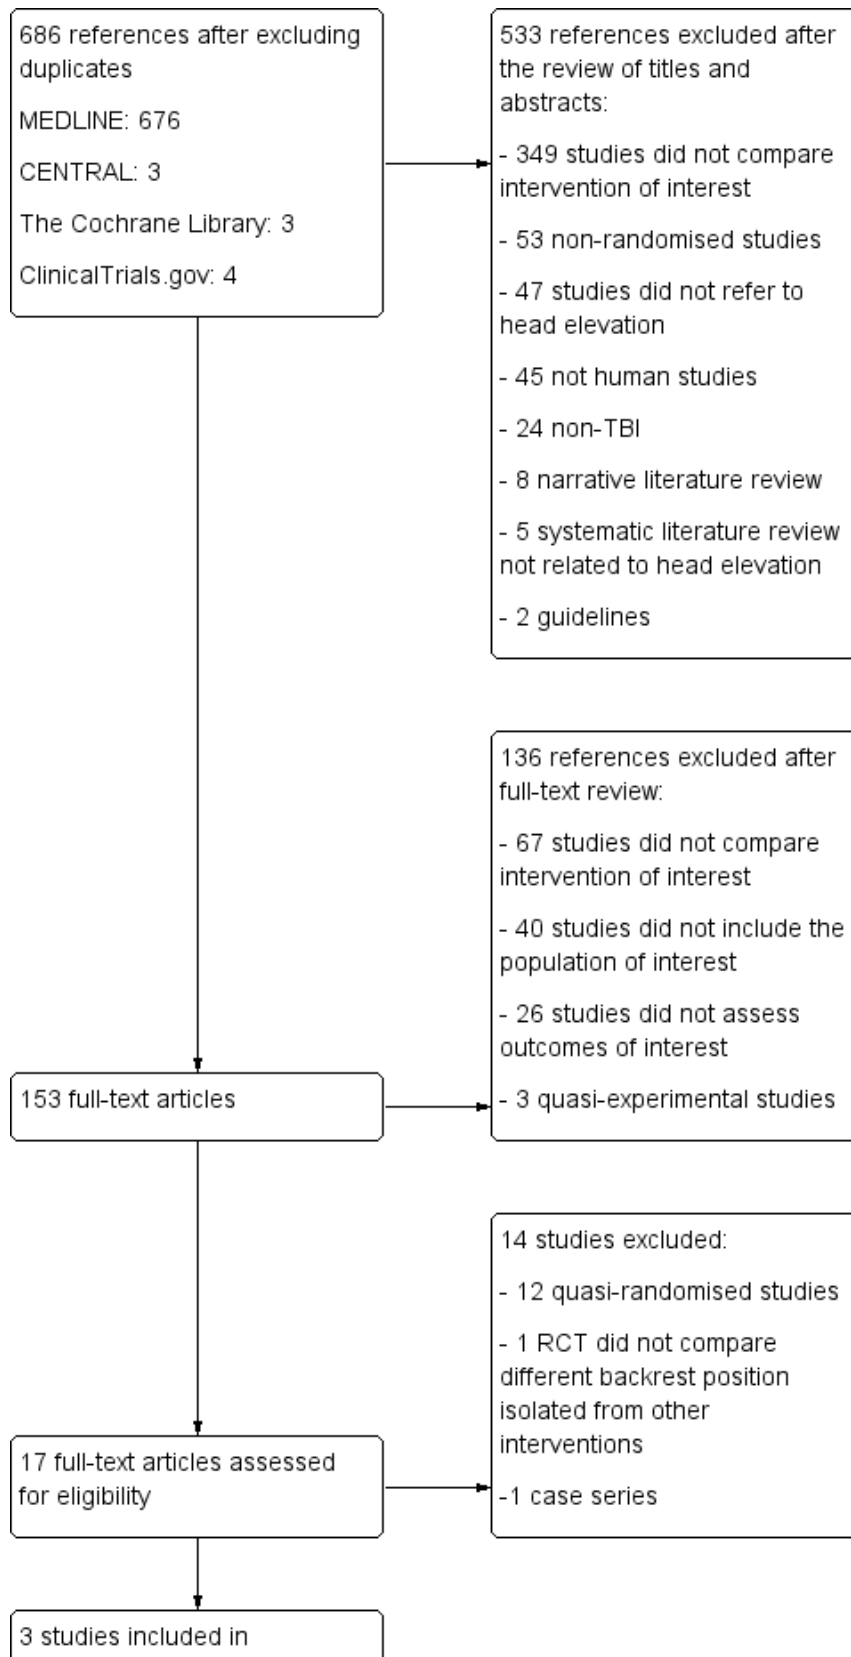 686 references after excluding
duplicates
MEDLINE: 676
CENTRAL: 3
The Cochrane Library: 3
ClinicalTrials.gov: 4
533 references excluded after
the review of titles and
abstracts:
- 349 studies did not compare
intervention of interest
- 53 non-randomised studies
- 47 studies did not refer to
head elevation
- 45 not human studies
- 24 non-TBI
- 8 narrative literature review
- 5 systematic literature review
not related to head elevation
- 2 guidelines
153 full-text articles
136 references excluded after
full-text review:
- 67 studies did not compare
intervention of interest
- 40 studies did not include the
population of interest
- 26 studies did not assess
outcomes of interest
- 3 quasi-experimental studies
17 full-text articles assessed
for eligibility
14 studies excluded:
- 12 quasi-randomised studies
- 1 RCT did not compare
different backrest position
isolated from other
interventions
-1 case series
3 studies included in